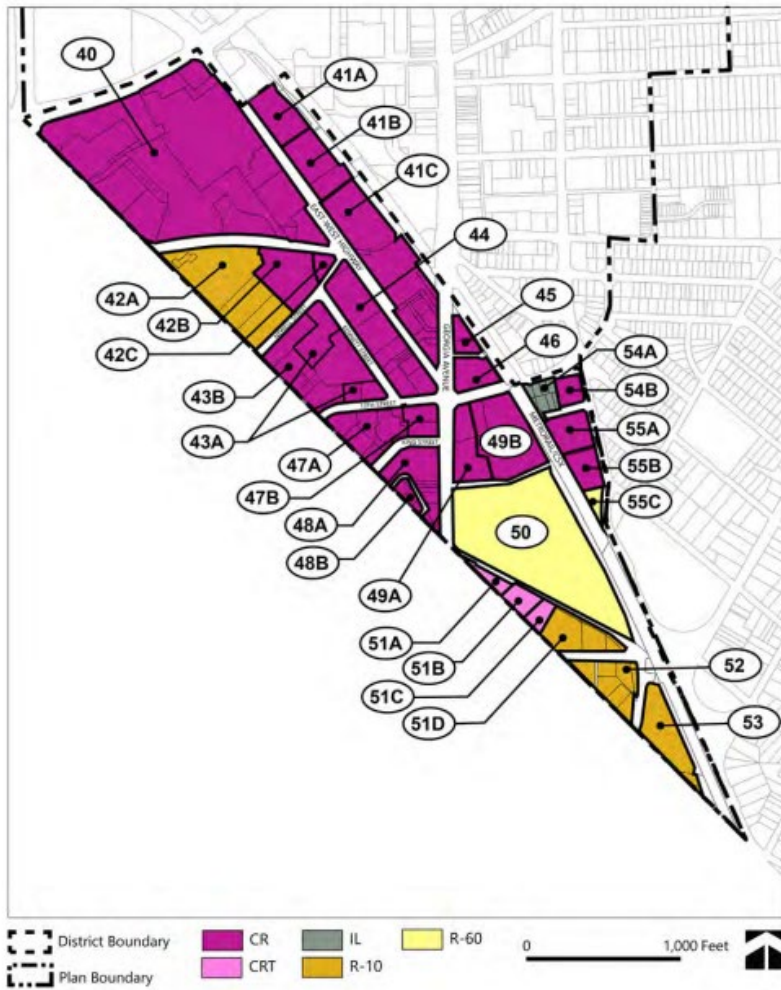 40
41A
41B
41C
EAST-WEST HIGHWAY
44
42A
42B
42C
45
GEORGIA AVENUE
46
54A
54B
43B
43A
49B
METRORAIL/CSX
55A
47A
55B
47B
55C
48A
50
48B
49A
51A
51B
52
51C
51D
53
District Boundary
CR
IL
R-60
0
1,000 Feet
Plan Boundary
CRT
R-10